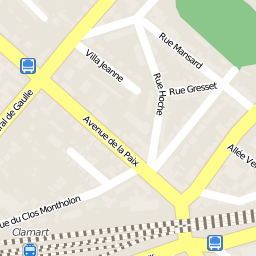 Rue Mansard
Villa Jeanne
Rue Gresset
Rue Hoche
ral de Gaulle
Avenue de la Paix
Allée Ve
ue du Clos Montholon
Clamart